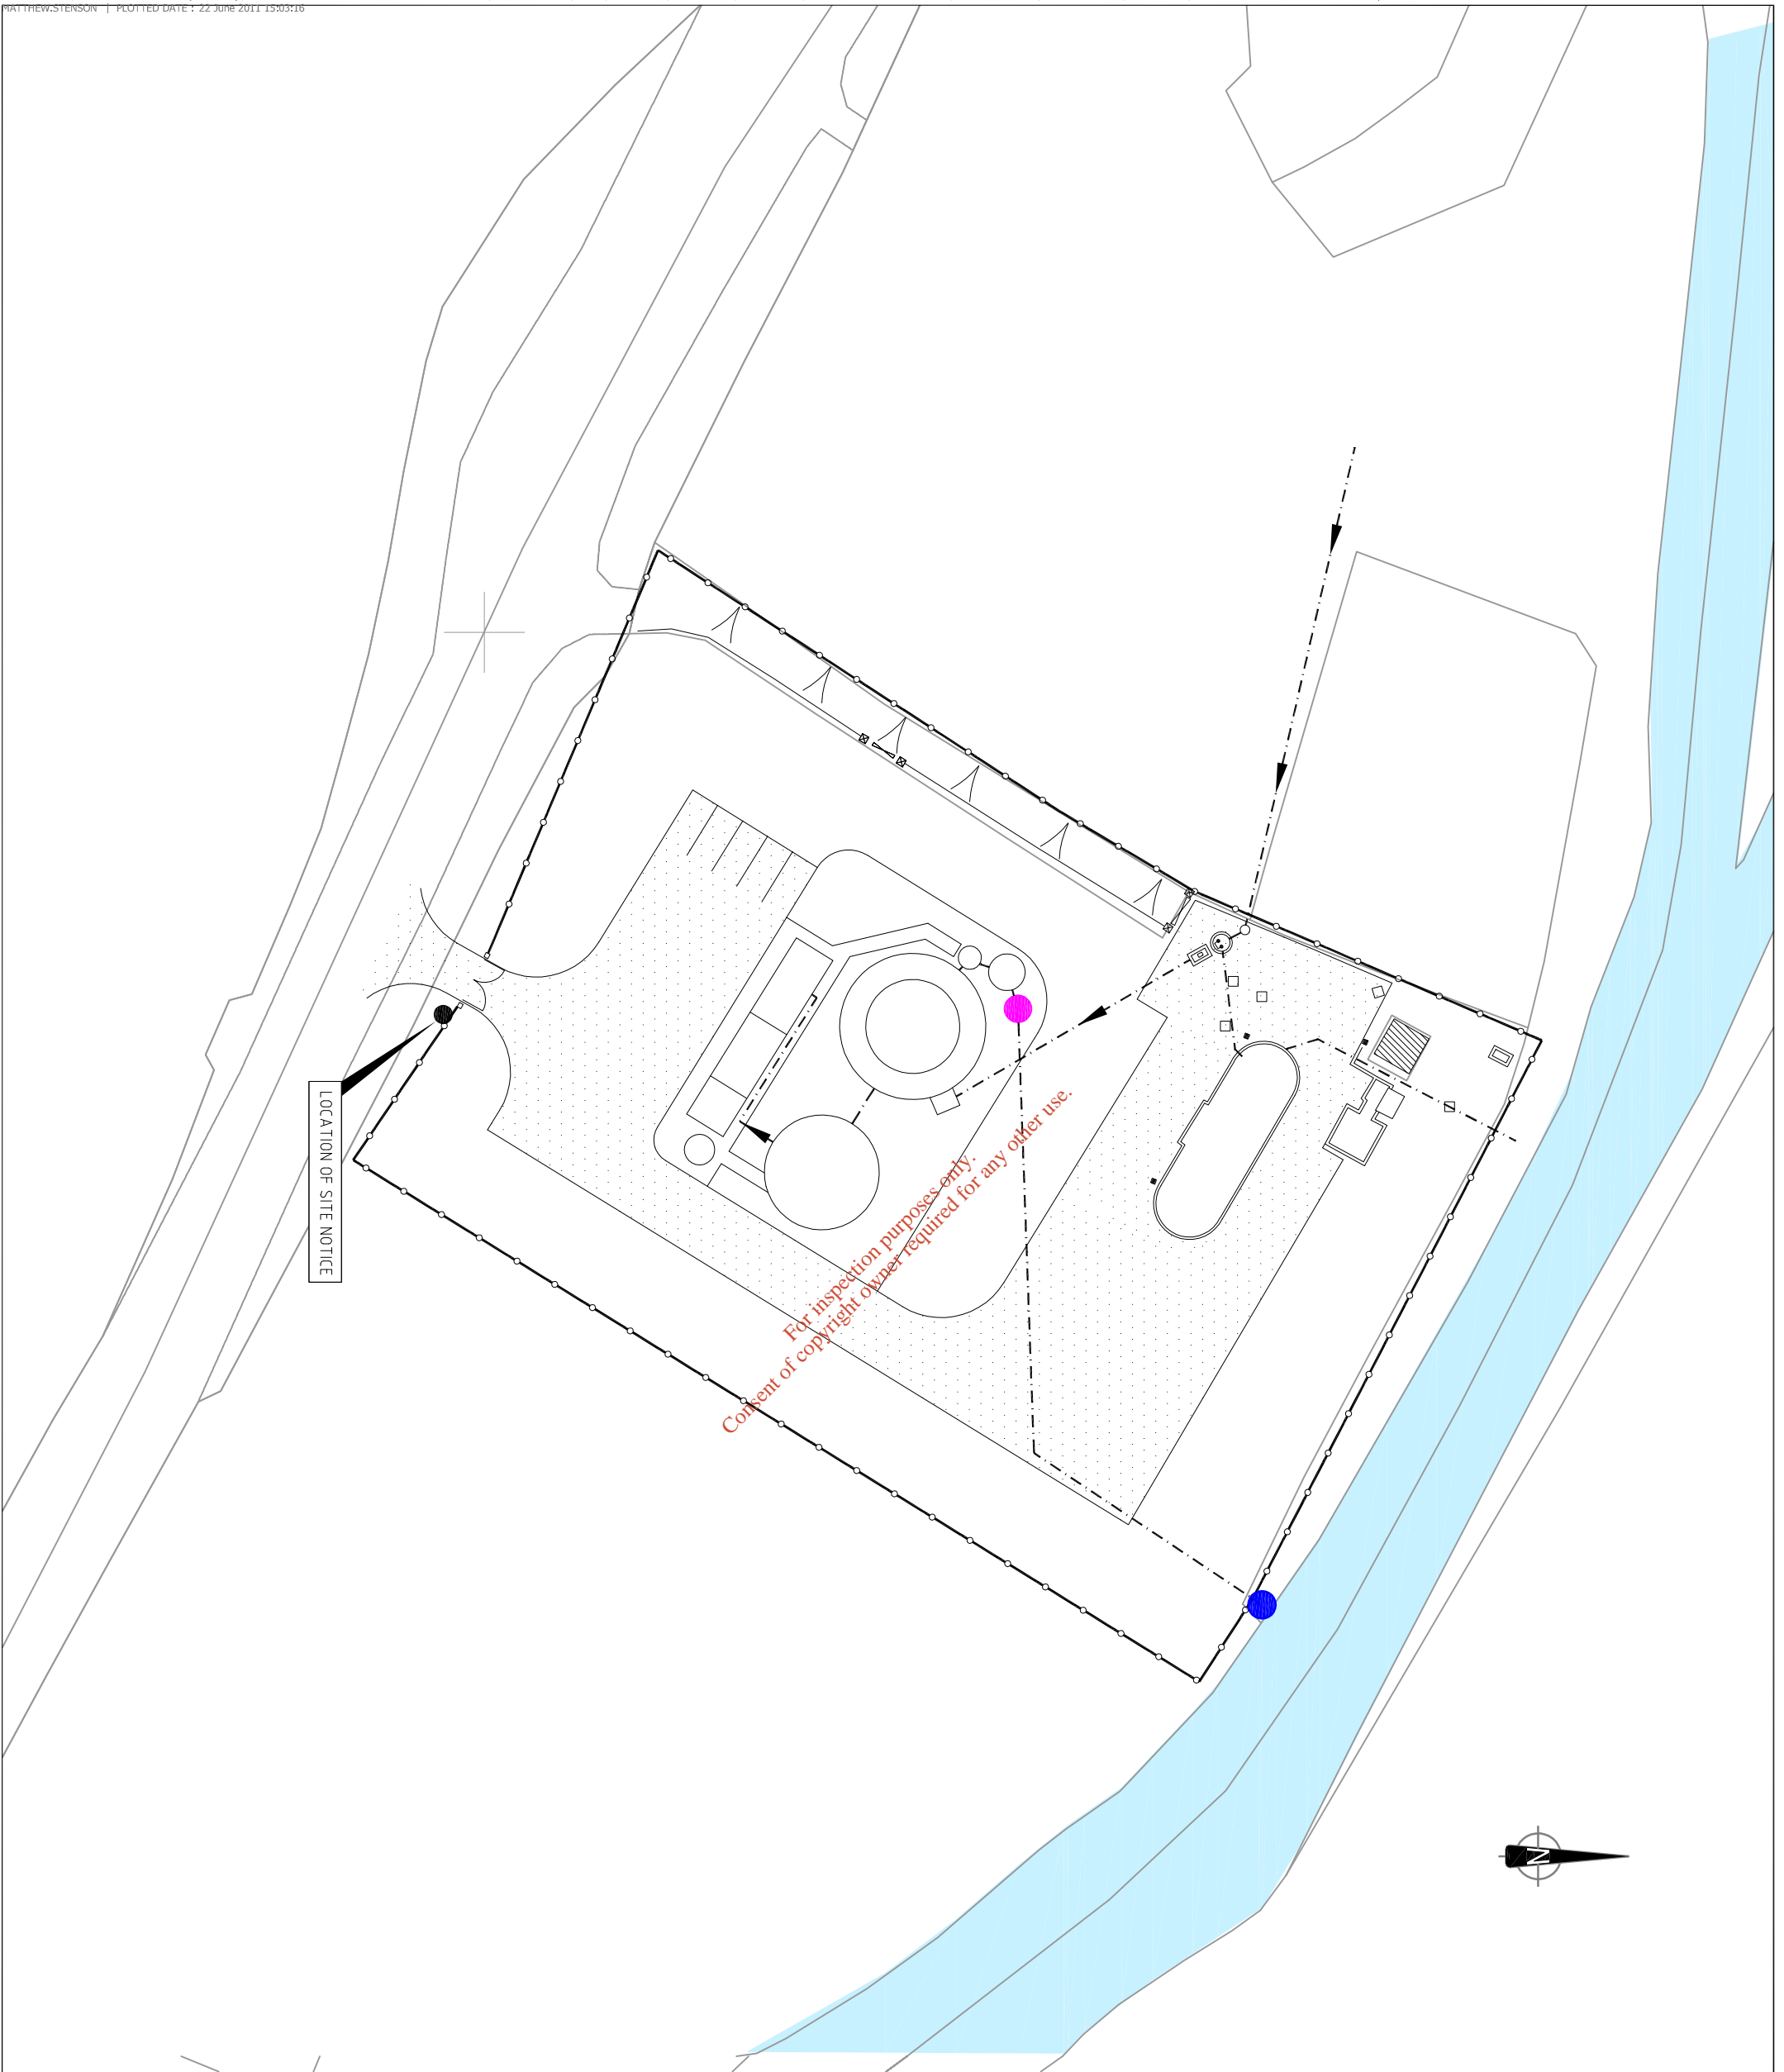 MATTHEW.STENSON | PLOTTED DATE : 22 June 2011 15:03:16
LOCATION OF SITE NOTICE
For inspection purposes only.
Consent of copyright owner required for any other use.
N